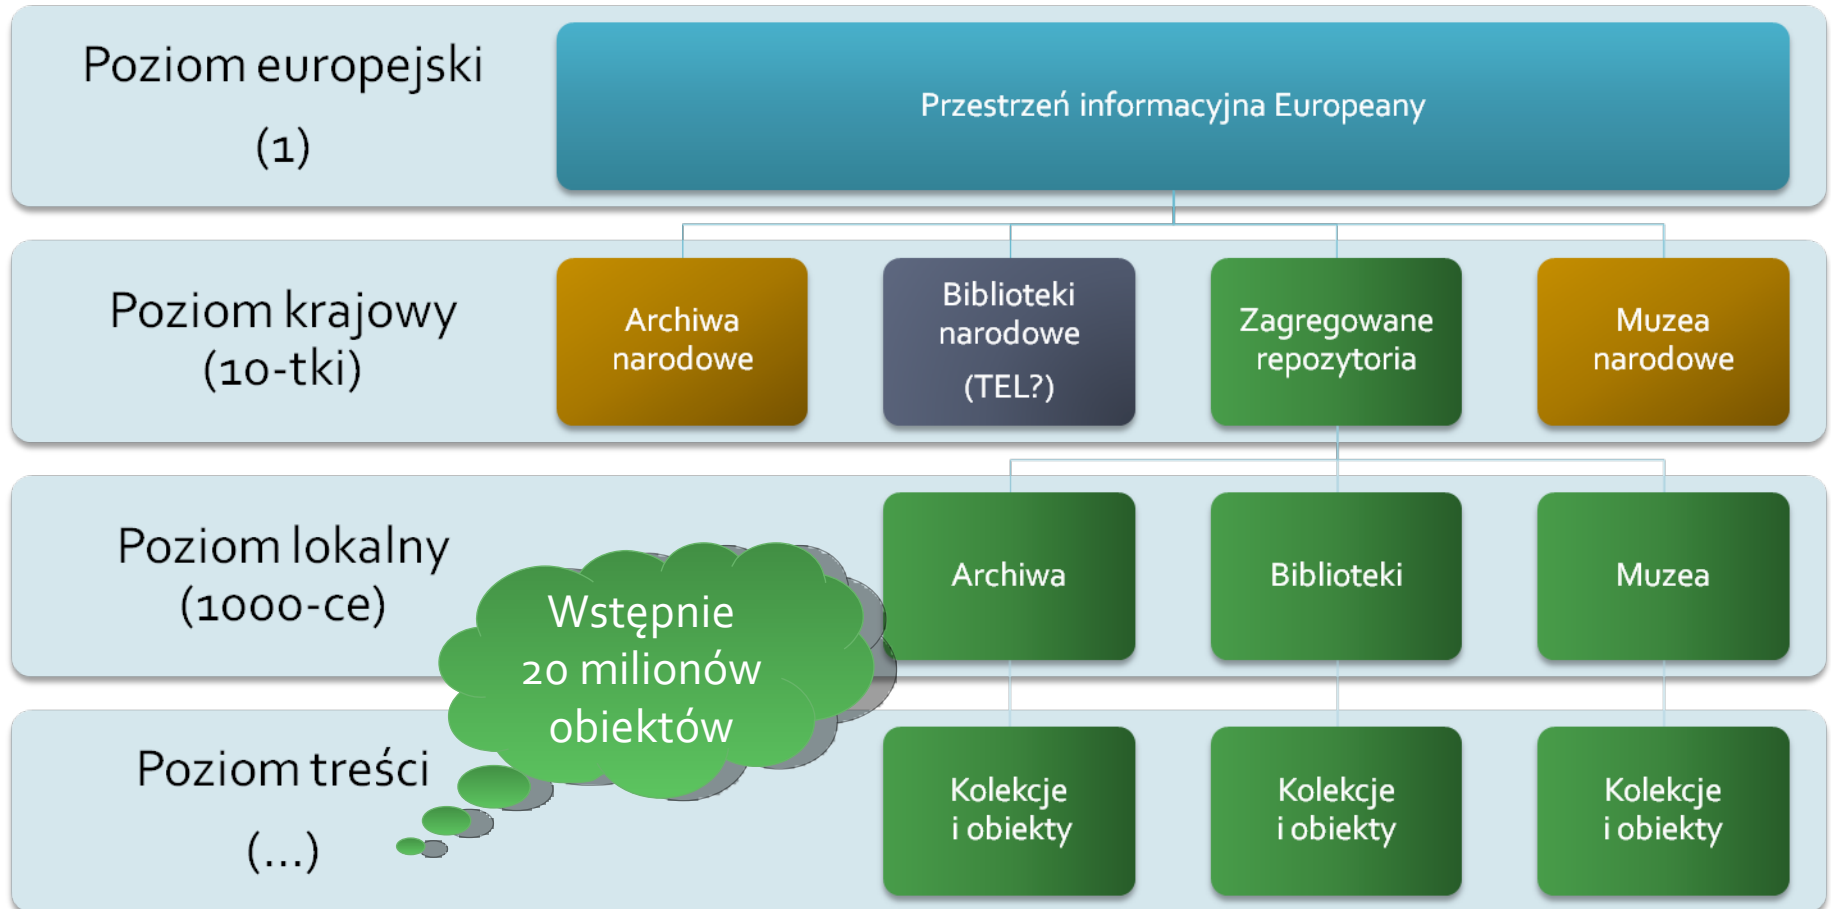 Poziom europejski
(1)
Przestrzeń informacyjna Europeany
Poziom krajowy
(10-tki)
Archiwa
narodowe
Biblioteki
narodowe
(TEL?)
Zagregowane
repozytoria
Muzea
narodowe
Poziom lokalny
(1000-ce)
Wstępnie
20 milionów
obiektów
Archiwa
Biblioteki
Muzea
Poziom treści
(...)
Kolekcje
i obiekty
Kolekcje
i obiekty
Kolekcje
i obiekty